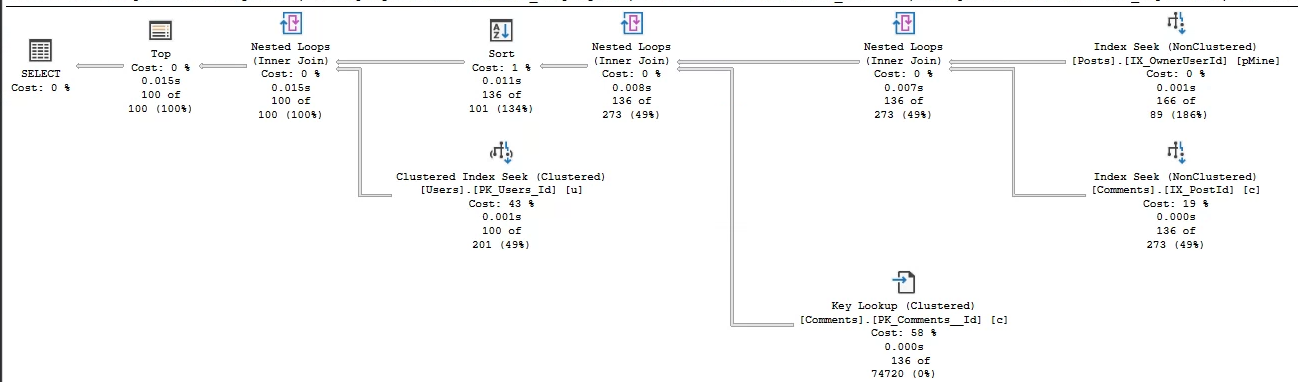 SELECT
Cost: 0 %
Top
Cost: 0 %
0.015s
100 of
100 (100%)
Nested Loops
(Inner Join)
Cost: 0 %
0.015s
100 of
100 (100%)
Sort
Cost: 1 %
0.011s
136 of
101 (134%)
Nested Loops
(Inner Join)
Cost: 0 %
0.008s
136 of
273 (49%)
Nested Loops
(Inner Join)
Cost: 0 %
0.007s
136 of
273 (49%)
Index Seek (NonClustered)
[Posts].[IX_OwnerUserId] [pMine]
Cost: 0 %
0.001s
166 of
89 (186%)
Clustered Index Seek (Clustered)
[Users].[PK_Users_Id] [u]
Cost: 43 %
0.001s
100 of
201 (49%)
Index Seek (NonClustered)
[Comments].[IX_PostId] [c]
Cost: 19 %
0.000s
136 of
273 (49%)
Key Lookup (Clustered)
[Comments].[PK_Comments__Id] [c]
Cost: 58 %
0.000s
136 of
74720 (0%)